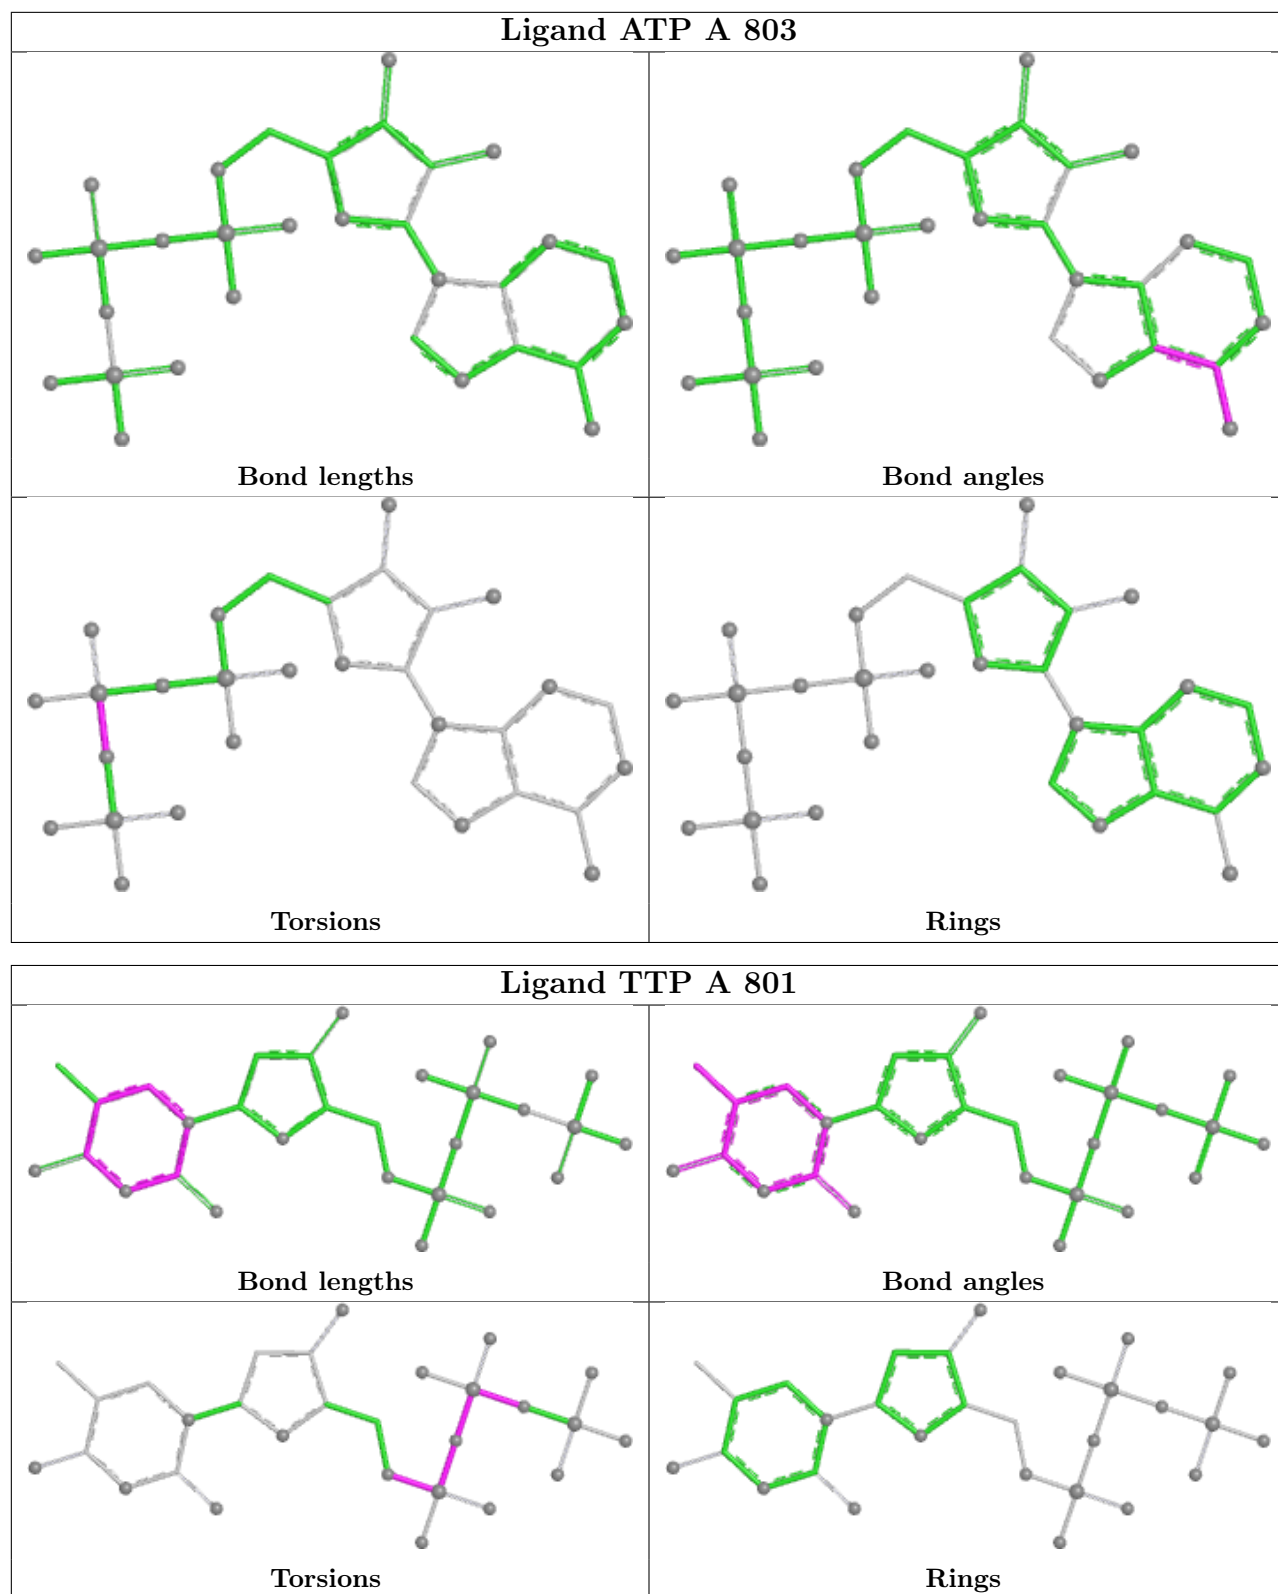 Ligand ATP A 803
Bond lengths
Bond angles
Torsions
Rings
Ligand TTP A 801
Bond lengths
Bond angles
Torsions
Rings